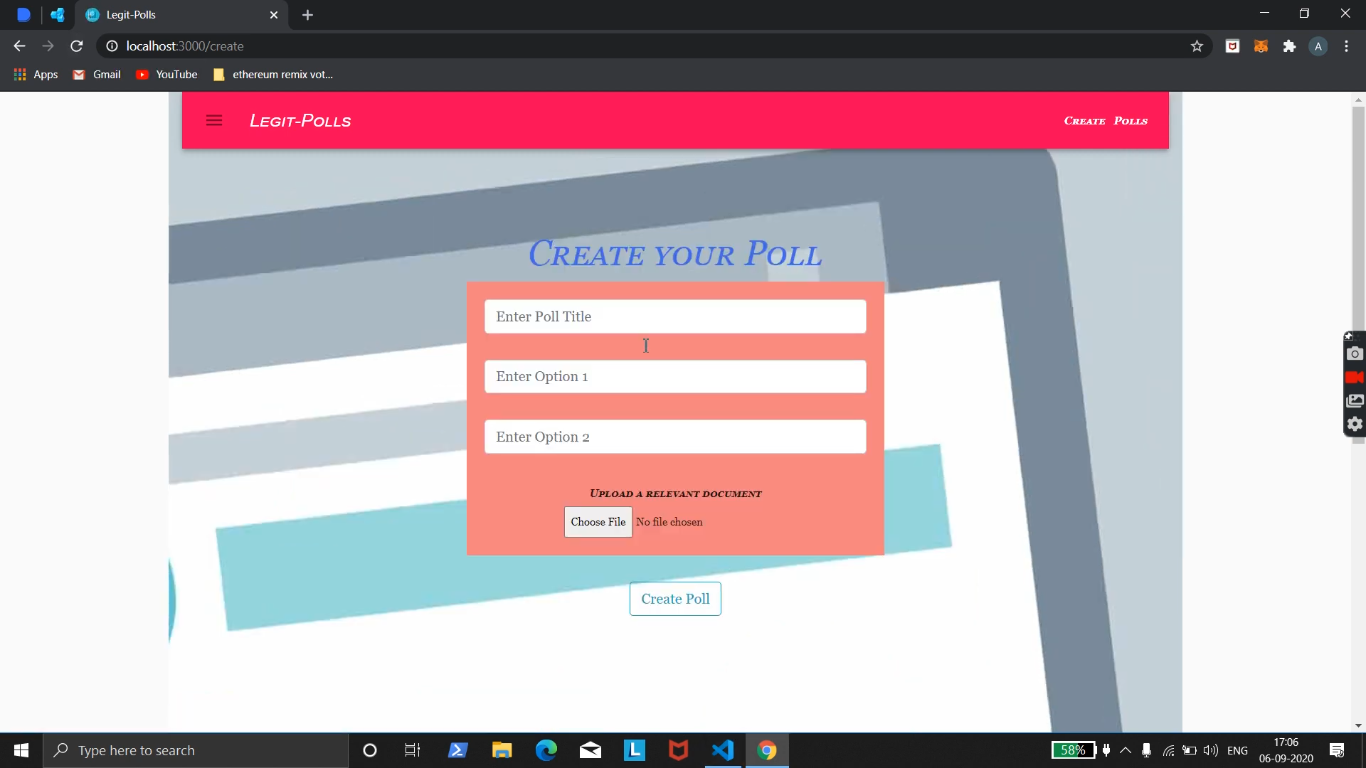 Legit-Polls
localhost:3000/create
A
Apps Gmail YouTube ethereum remix vot...
Legit-Polls
Create Polls
Create your Poll
Enter Poll Title
Enter Option 1
Enter Option 2
Upload a relevant document
Choose File No file chosen
Create Poll
Type here to search
L
58%
ENG
17:06
06-09-2020